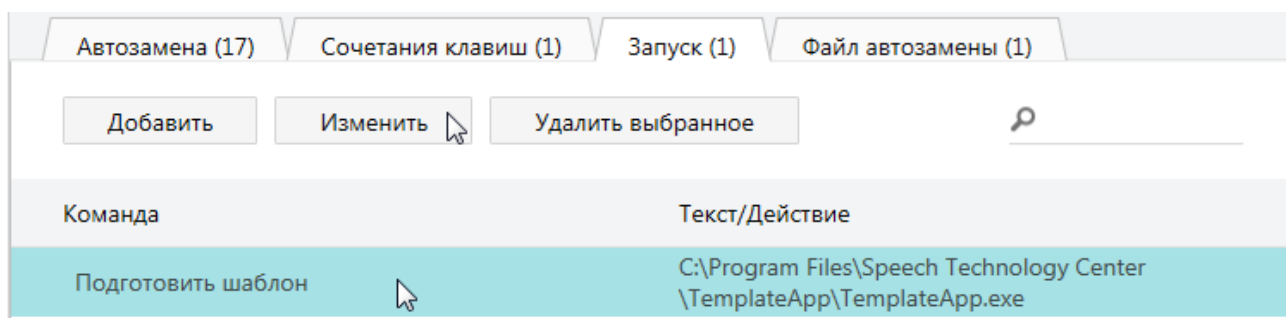 Автозамена (17) Сочетания клавиш (1) Запуск (1) Файл автозамены (1)
Добавить Изменить Удалить выбранное
Команда Текст/Действие
Подготовить шаблон C:\Program Files\Speech Technology Center
\TemplateApp\TemplateApp.exe